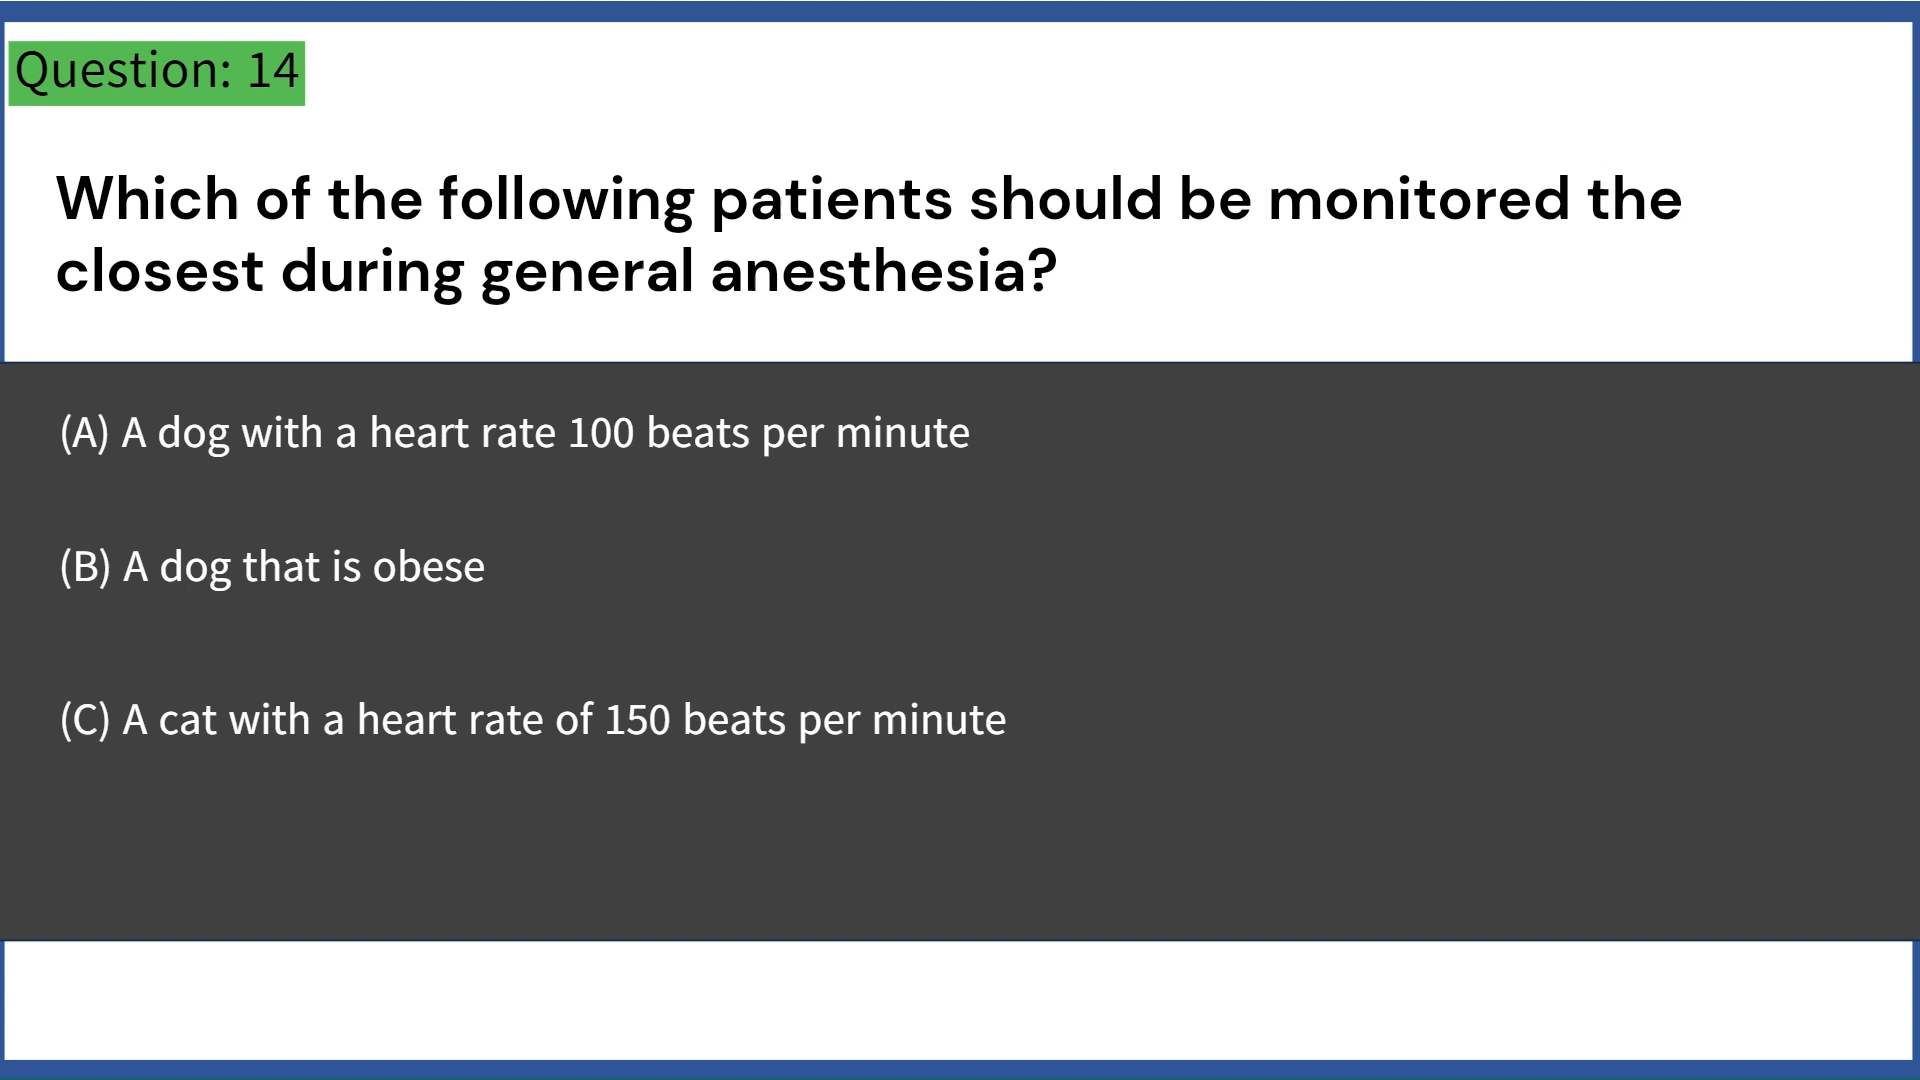 Question: 14
Which of the following patients should be monitored the
closest during general anesthesia?
(A) A dog with a heart rate 100 beats per minute
(B) A dog that is obese
(C) A cat with a heart rate of 150 beats per minute